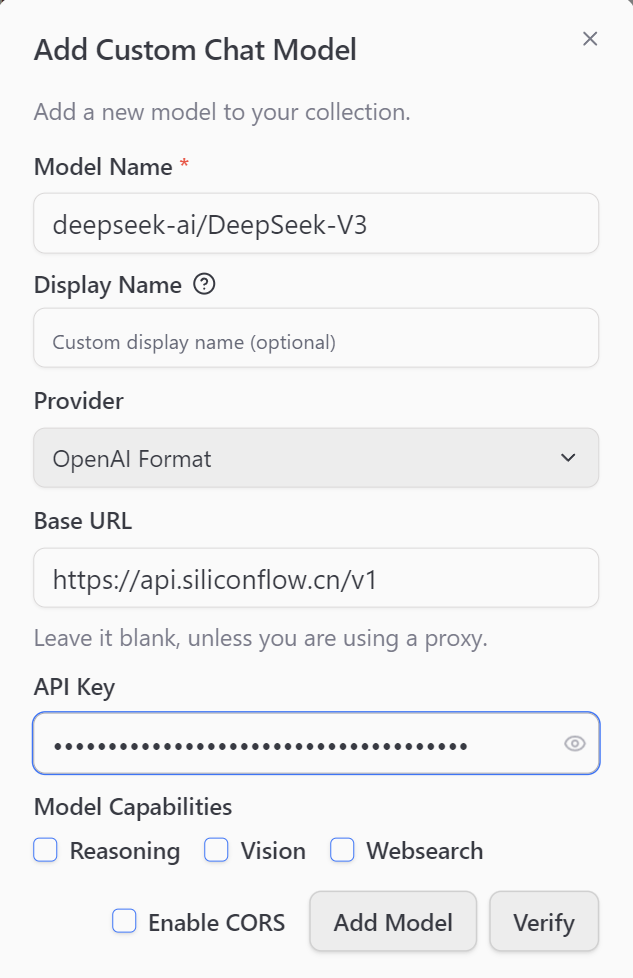 Add Custom Chat Model
Add a new model to your collection.
Model Name *
deepseek-ai/DeepSeek-V3
Display Name
Custom display name (optional)
Provider
OpenAI Format
Base URL
https://api.siliconflow.cn/v1
Leave it blank, unless you are using a proxy.
API Key
Model Capabilities
Reasoning Vision Websearch
Enable CORS Add Model Verify